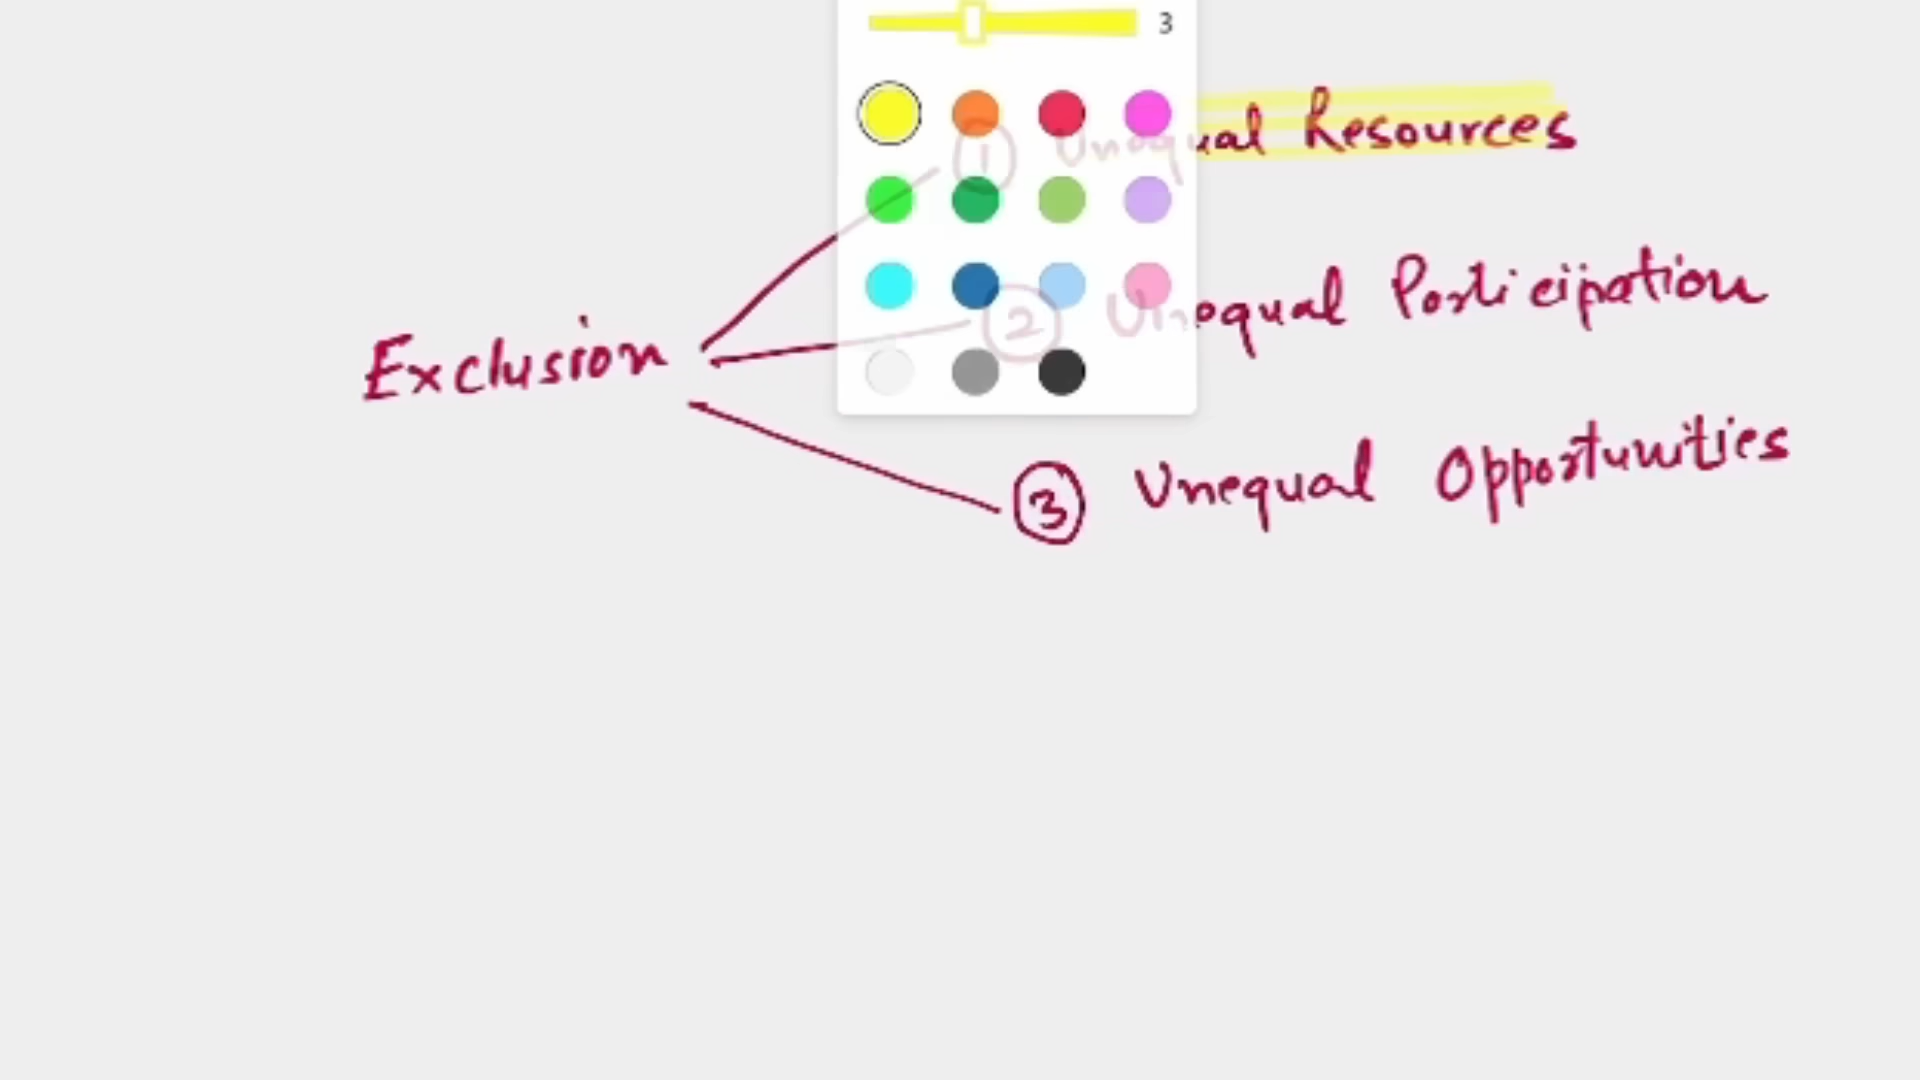 3
① Unequal Resources
② Unequal Participation
Exclusion
③ Unequal Opportunities